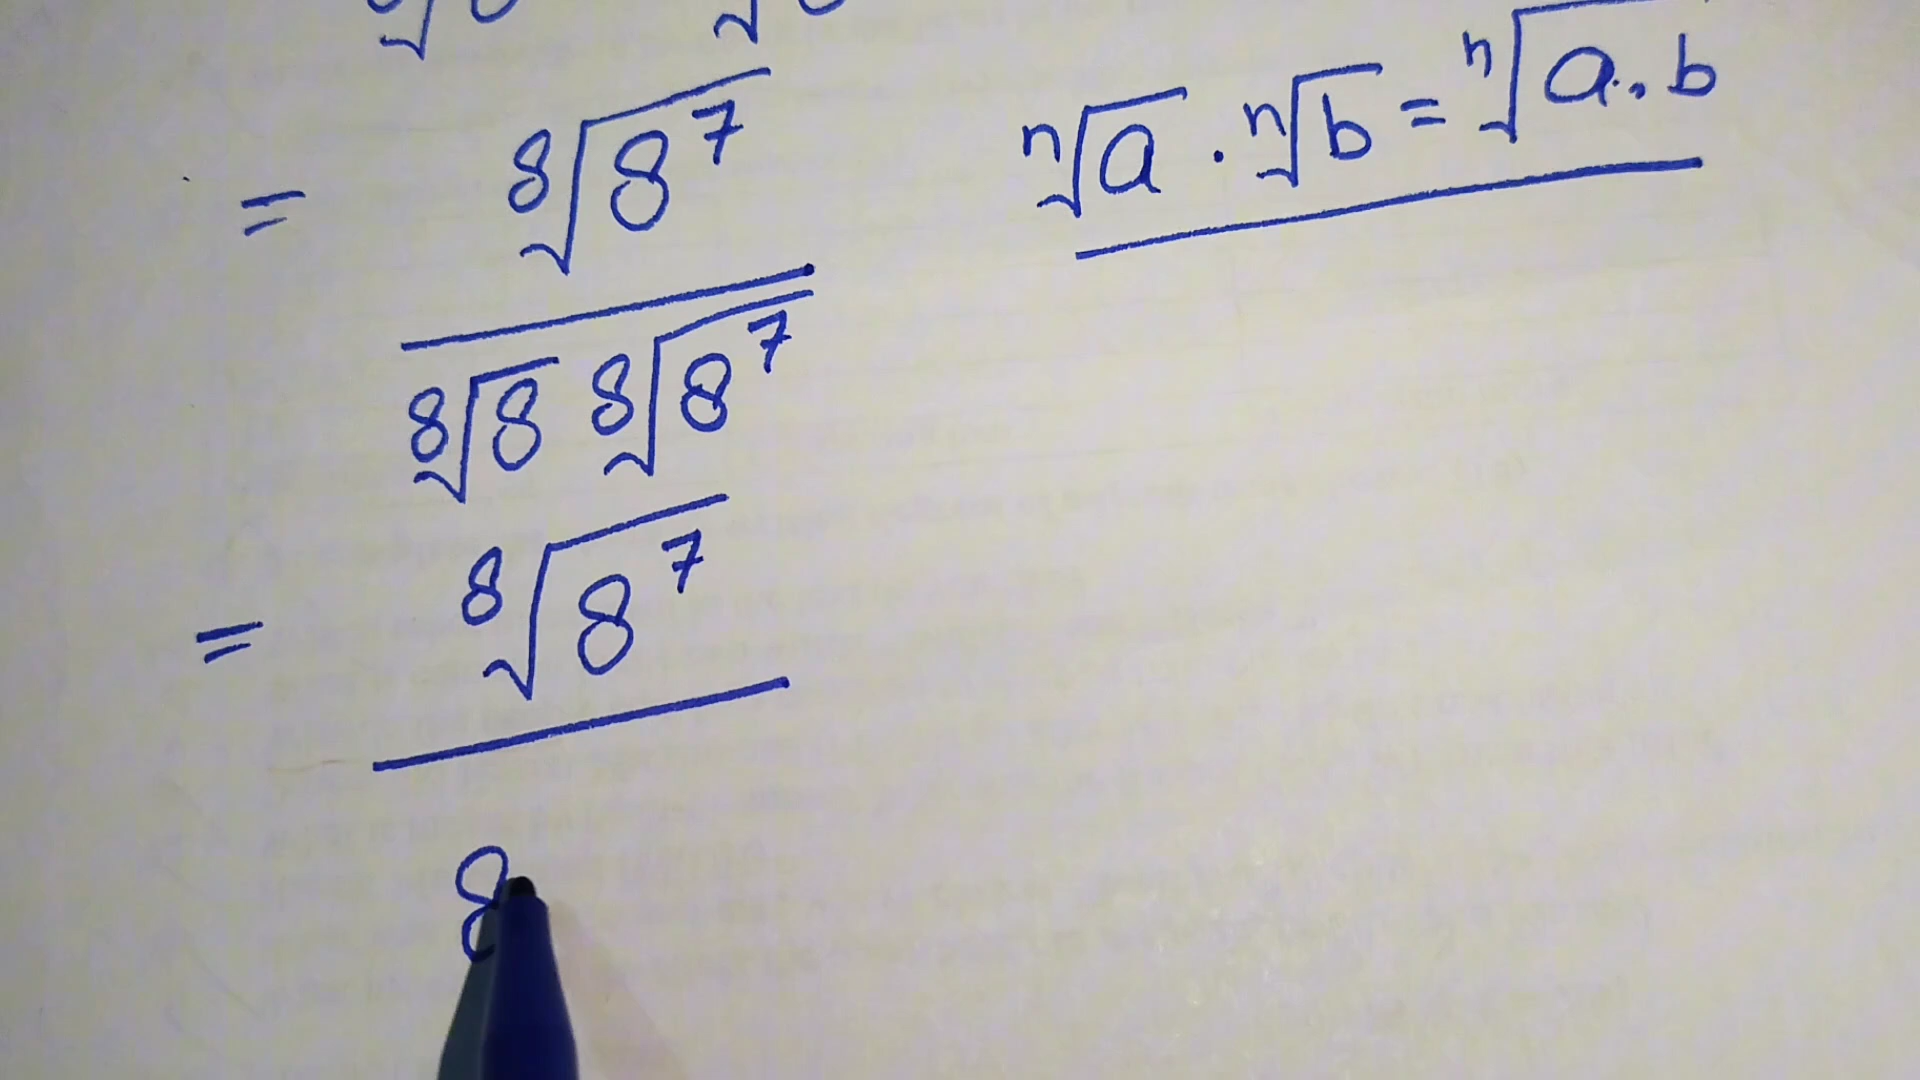 = ⁸√8⁷
ⁿ√a · ⁿ√b = ⁿ√a.b
⁸√8 ⁸√8⁷
= ⁸√8⁷
8